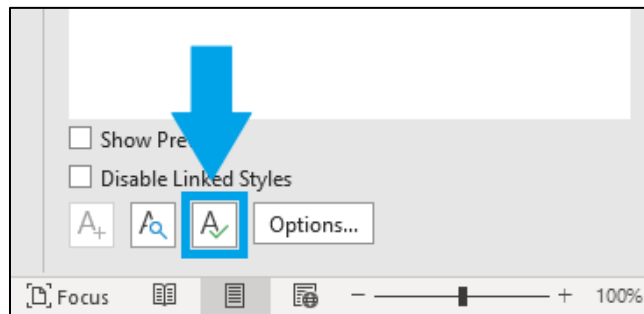 Show Pre
Disable Linked Styles
A+ A A Options...
Focus - + 100%